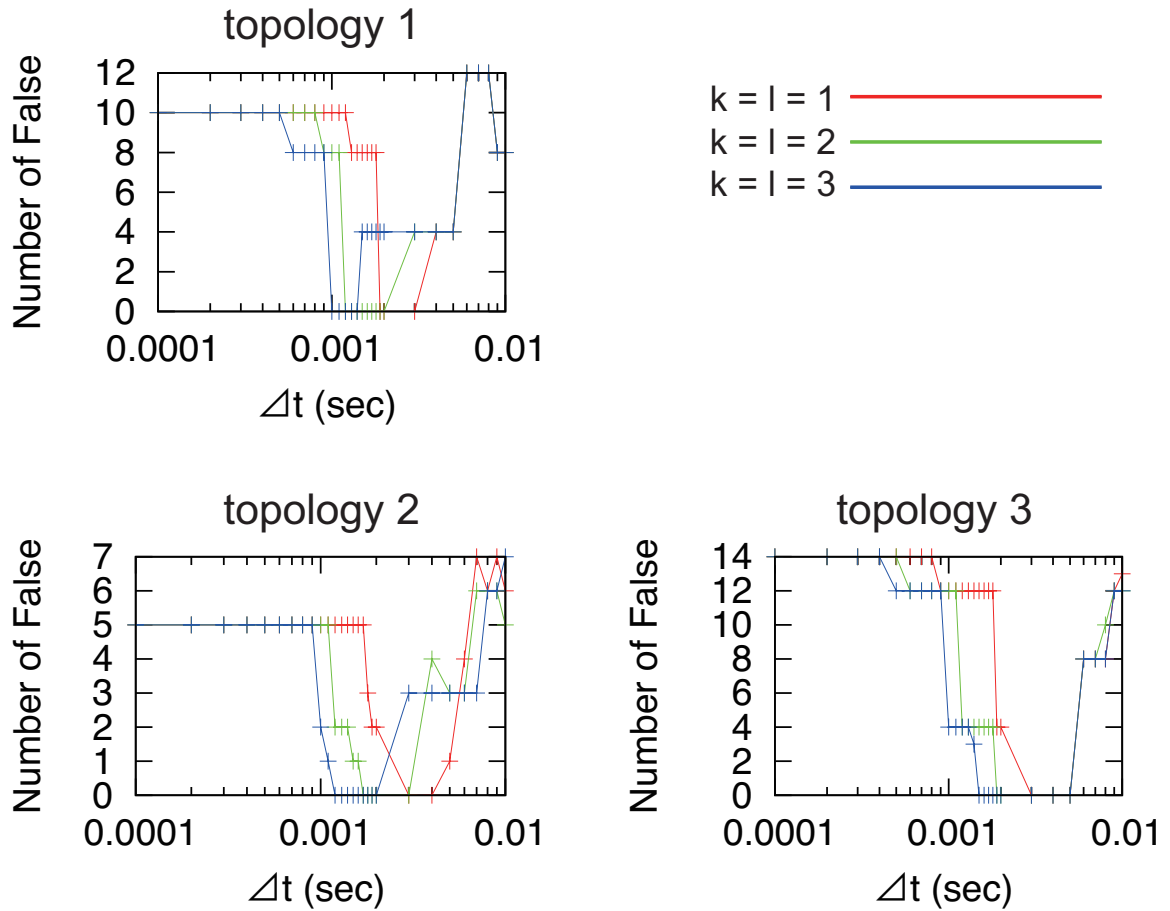 topology 1
Number of False
12
10
8
6
4
2
0
0.0001
0.001
0.01
⊿t (sec)
k = l = 1
k = l = 2
k = l = 3
topology 2
Number of False
7
6
5
4
3
2
1
0
0.0001
0.001
0.01
⊿t (sec)
topology 3
Number of False
14
12
10
8
6
4
2
0
0.0001
0.001
0.01
⊿t (sec)